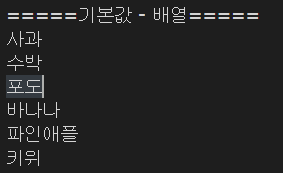 =====기본값 - 배열=====
사과
수박
포도
바나나
파인애플
키위